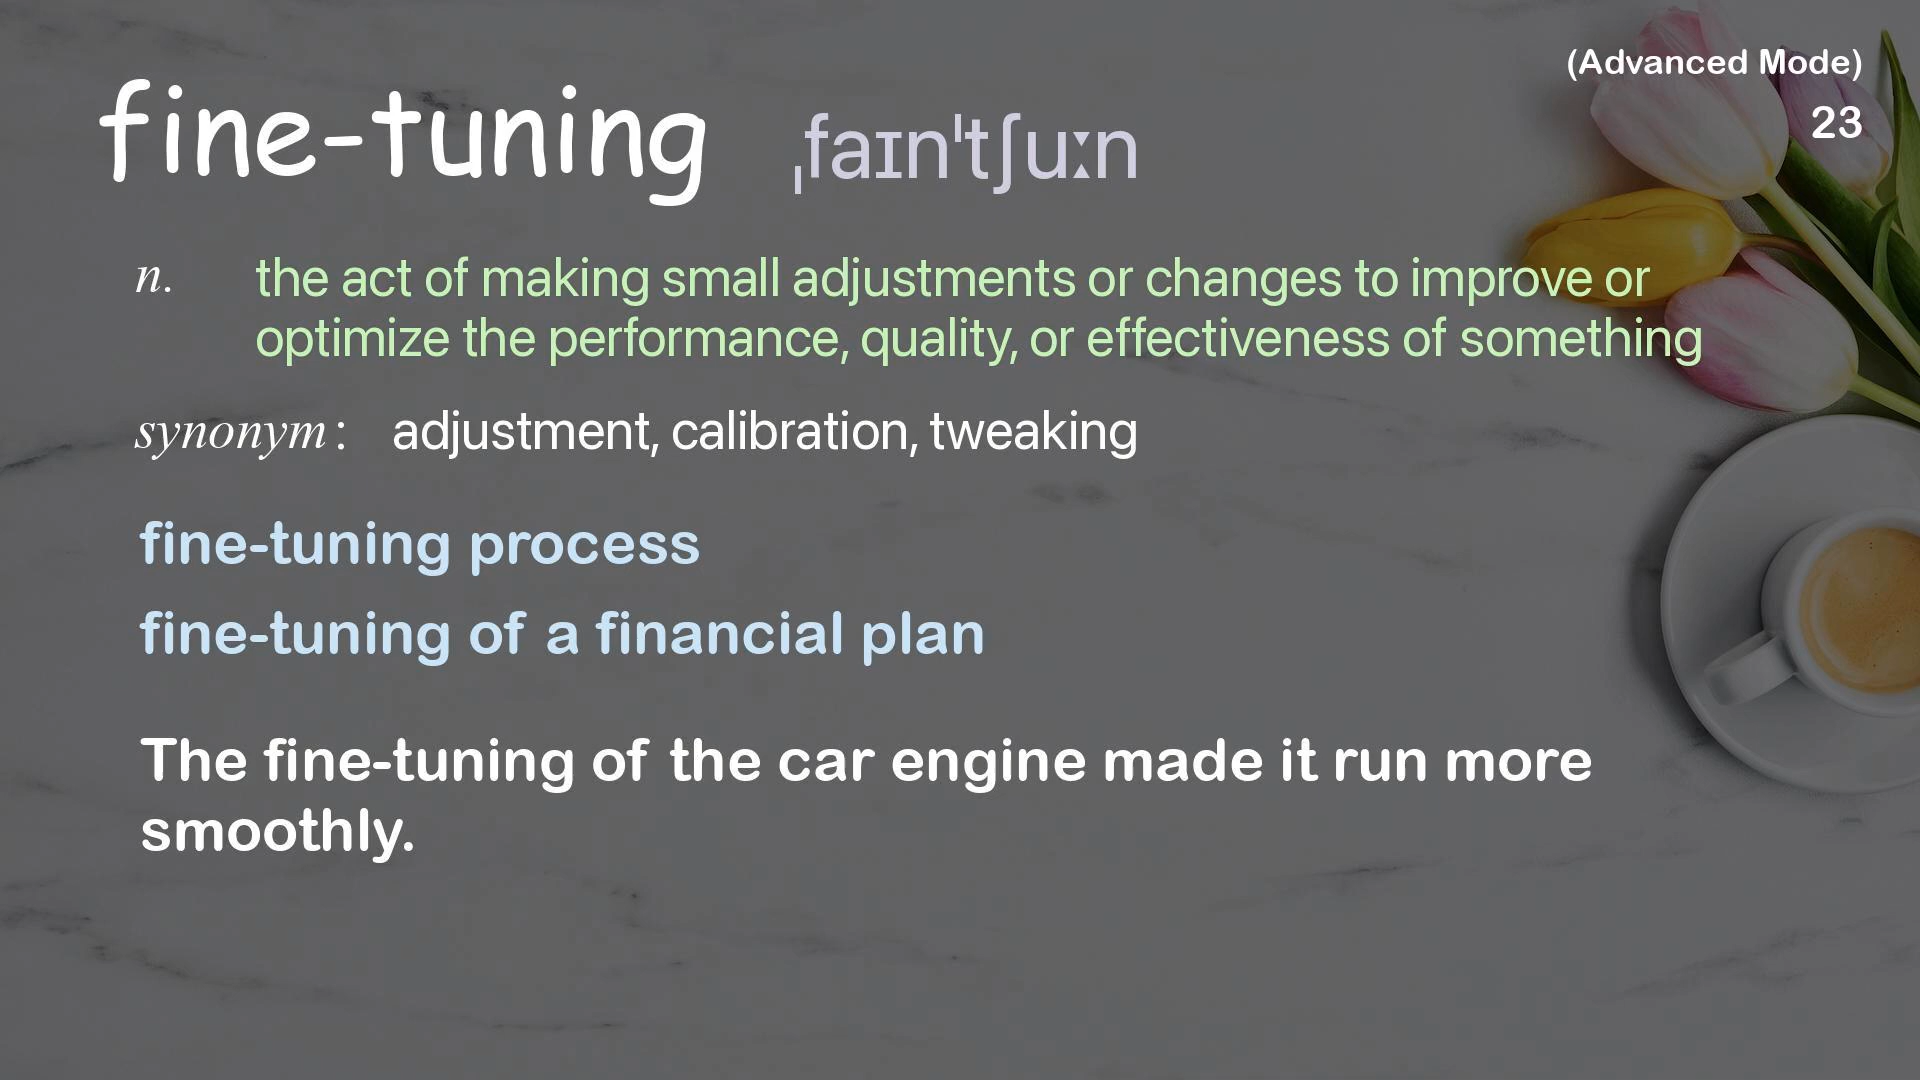 (Advanced Mode)
23
fine-tuning ˌfaɪnˈtʃuːn
n. the act of making small adjustments or changes to improve or
optimize the performance, quality, or effectiveness of something
synonym: adjustment, calibration, tweaking
fine-tuning process
fine-tuning of a financial plan
The fine-tuning of the car engine made it run more
smoothly.